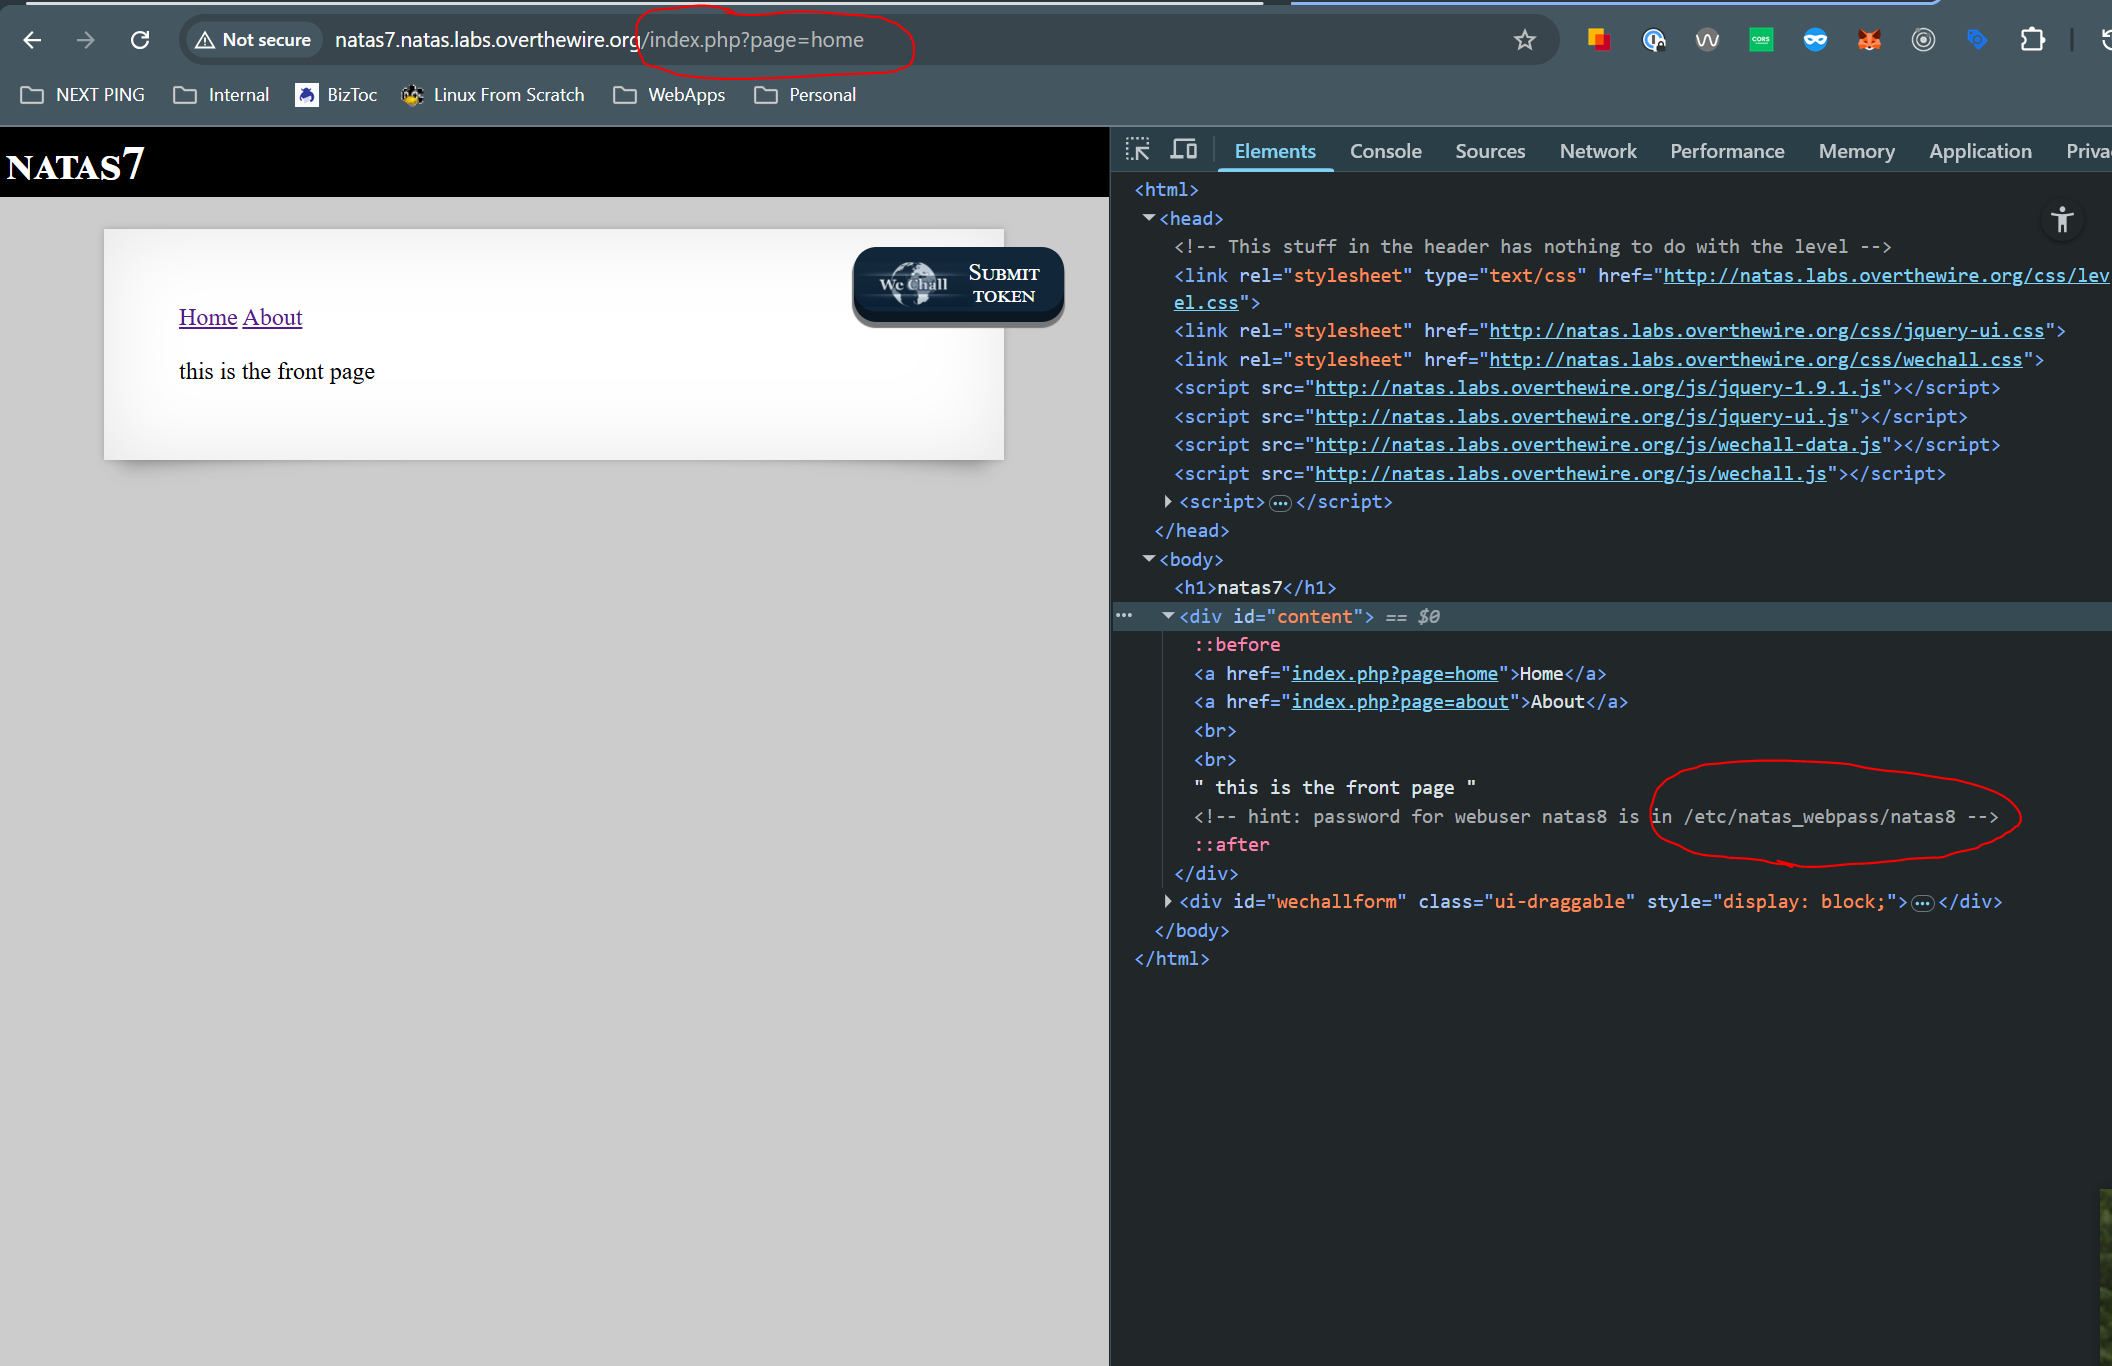 Not secure natas7.natas.labs.overthewire.org/index.php?page=home
NEXT PING Internal BizToc Linux From Scratch WebApps Personal
NATAS7
We Chall SUBMIT TOKEN
Home About
this is the front page
Elements Console Sources Network Performance Memory Application
<html>
<head>
<!-- This stuff in the header has nothing to do with the level -->
<link rel="stylesheet" type="text/css" href="http://natas.labs.overthewire.org/css/lev
el.css">
<link rel="stylesheet" href="http://natas.labs.overthewire.org/css/jquery-ui.css">
<link rel="stylesheet" href="http://natas.labs.overthewire.org/css/wechall.css">
<script src="http://natas.labs.overthewire.org/js/jquery-1.9.1.js"></script>
<script src="http://natas.labs.overthewire.org/js/jquery-ui.js"></script>
<script src="http://natas.labs.overthewire.org/js/wechall-data.js"></script>
<script src="http://natas.labs.overthewire.org/js/wechall.js"></script>
<script>…</script>
</head>
<body>
<h1>natas7</h1>
… <div id="content"> == $0
::before
<a href="index.php?page=home">Home</a>
<a href="index.php?page=about">About</a>
<br>
<br>
" this is the front page "
<!-- hint: password for webuser natas8 is in /etc/natas_webpass/natas8 -->
::after
</div>
<div id="wechallform" class="ui-draggable" style="display: block;">…</div>
</body>
</html>